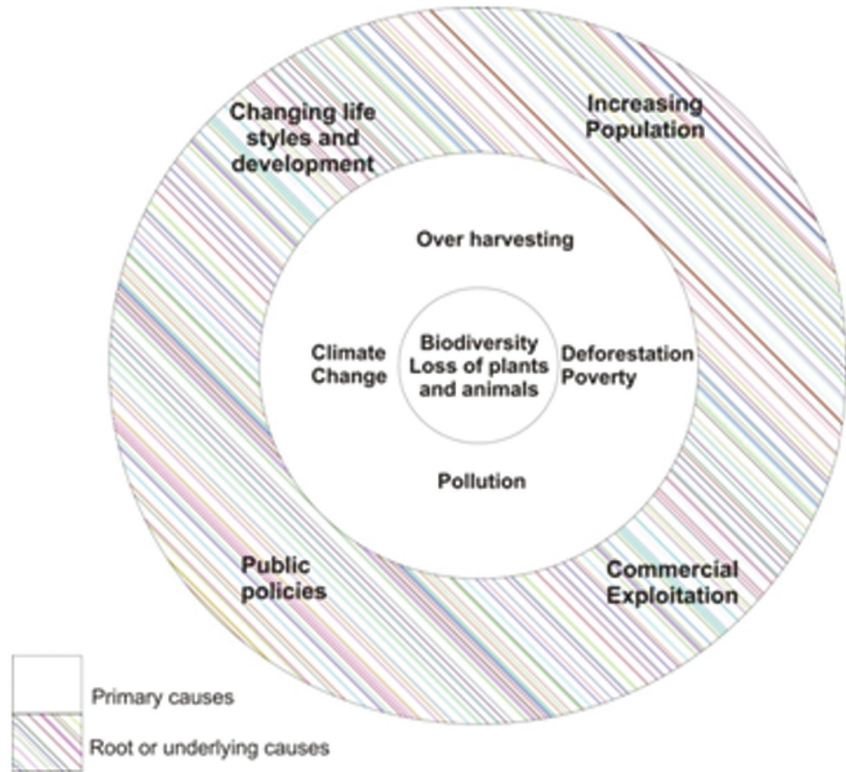 Changing life
styles and
development
Increasing
Population
Over harvesting
Climate
Change
Biodiversity
Loss of plants
and animals
Deforestation
Poverty
Pollution
Public
policies
Commercial
Exploitation
Primary causes
Root or underlying causes